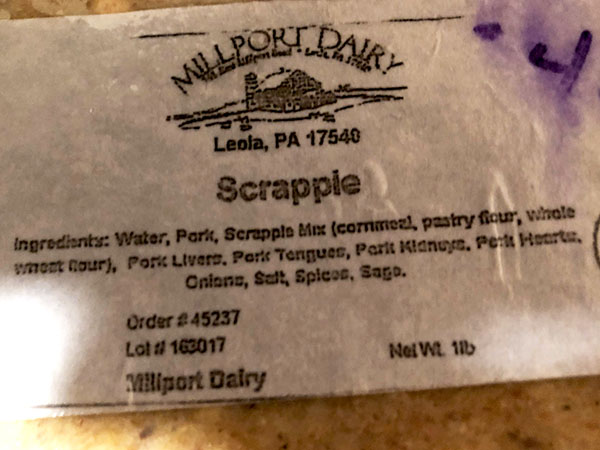 MILLPORT DAIRY
Leola, PA 17540
Scrapple
Ingredients: Water, Pork, Scrapple Mix (cornmeal, pastry flour, whole
wheat flour), Pork Livers, Pork Tongues, Pork Kidneys, Pork Hearts,
Onions, Salt, Spices, Sage.
Order # 45237
Lot # 163017
Net Wt. 1lb
Millport Dairy